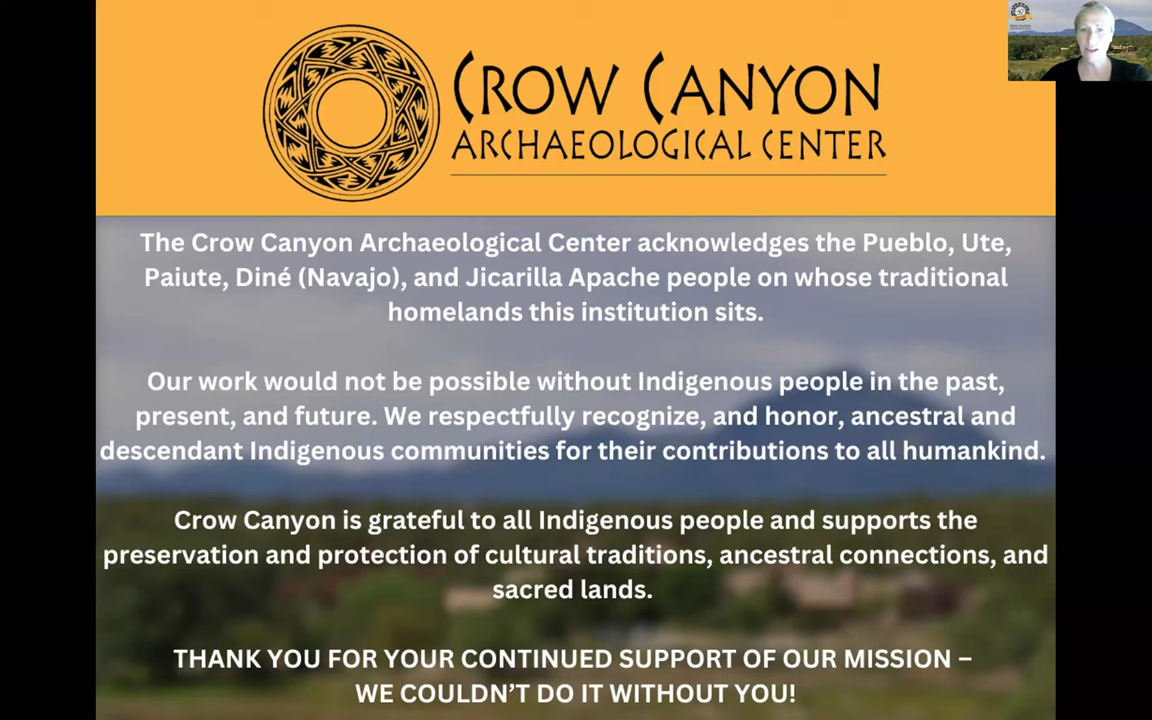 CROW CANYON
ARCHAEOLOGICAL CENTER
The Crow Canyon Archaeological Center acknowledges the Pueblo, Ute,
Paiute, Diné (Navajo), and Jicarilla Apache people on whose traditional
homelands this institution sits.
Our work would not be possible without Indigenous people in the past,
present, and future. We respectfully recognize, and honor, ancestral and
descendant Indigenous communities for their contributions to all humankind.
Crow Canyon is grateful to all Indigenous people and supports the
preservation and protection of cultural traditions, ancestral connections, and
sacred lands.
THANK YOU FOR YOUR CONTINUED SUPPORT OF OUR MISSION –
WE COULDN’T DO IT WITHOUT YOU!